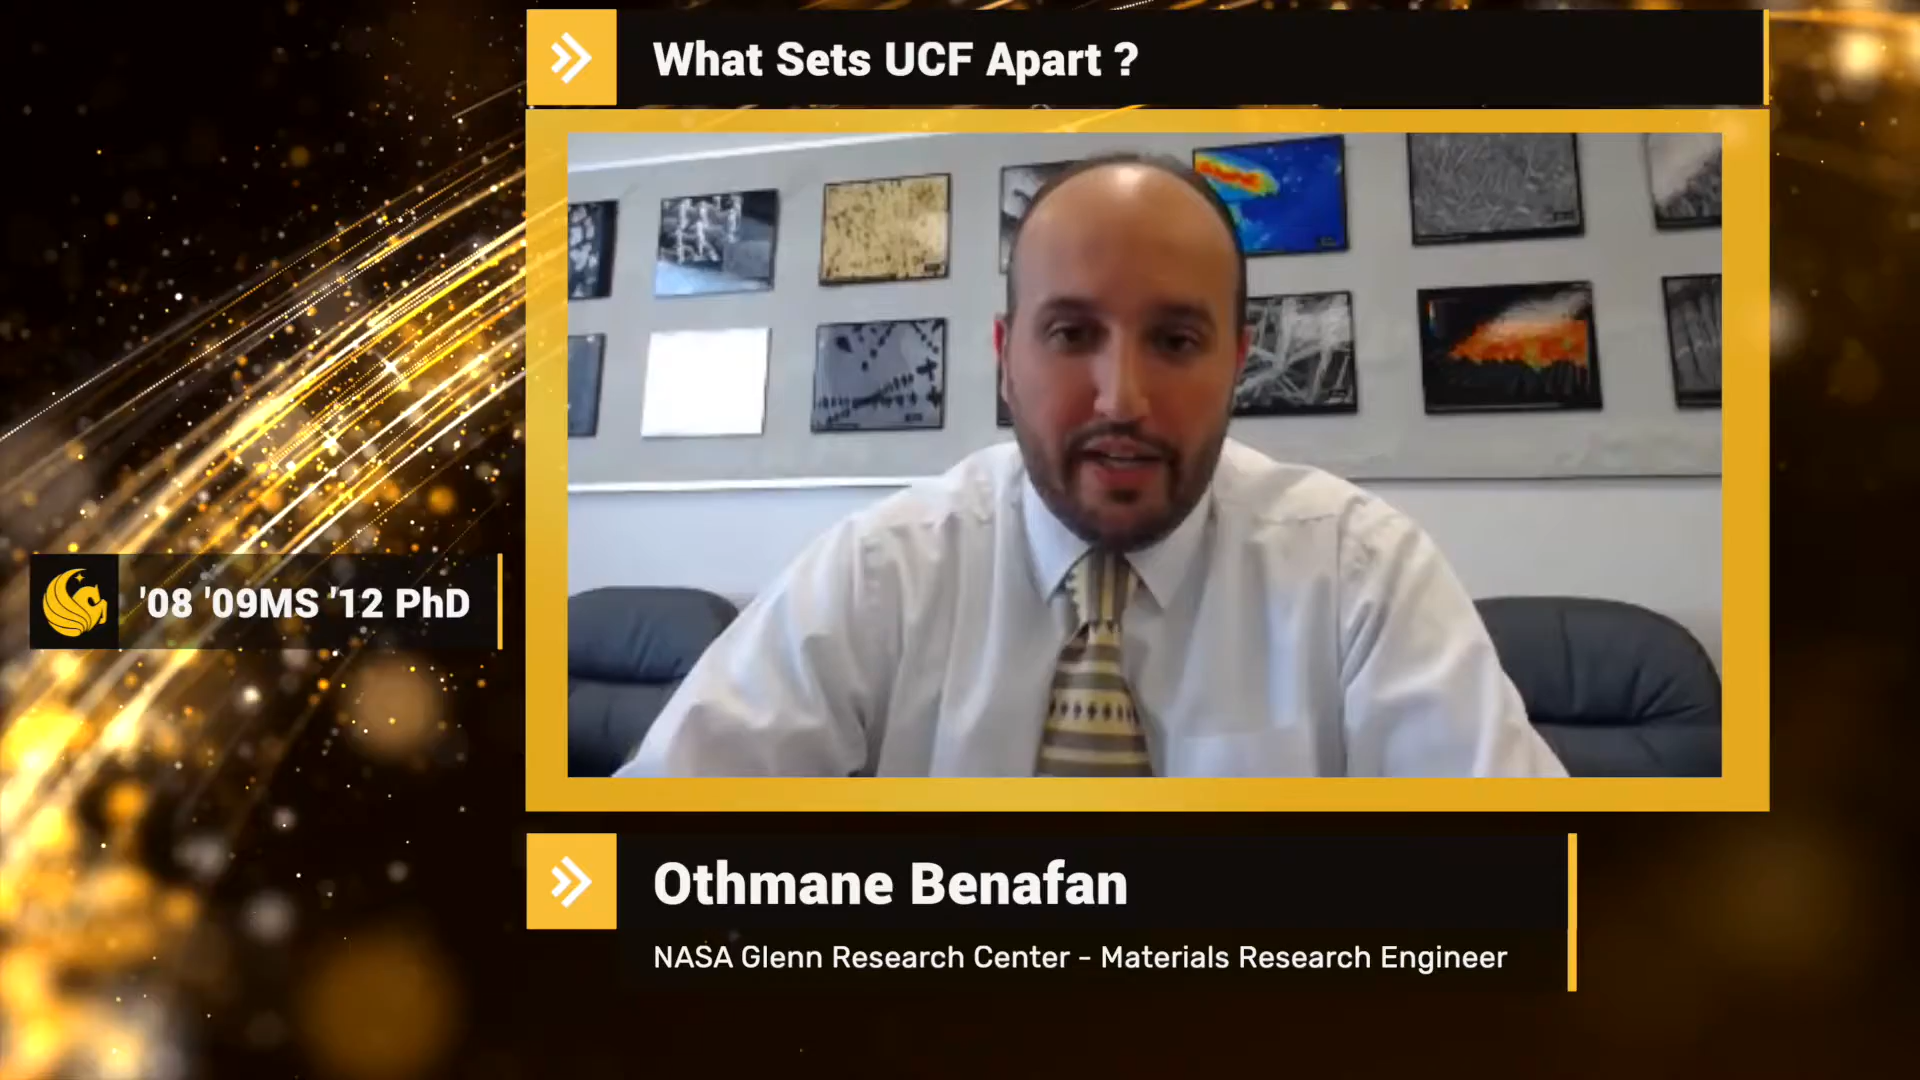 What Sets UCF Apart ?
'08 '09MS '12 PhD
Othmane Benafan
NASA Glenn Research Center - Materials Research Engineer